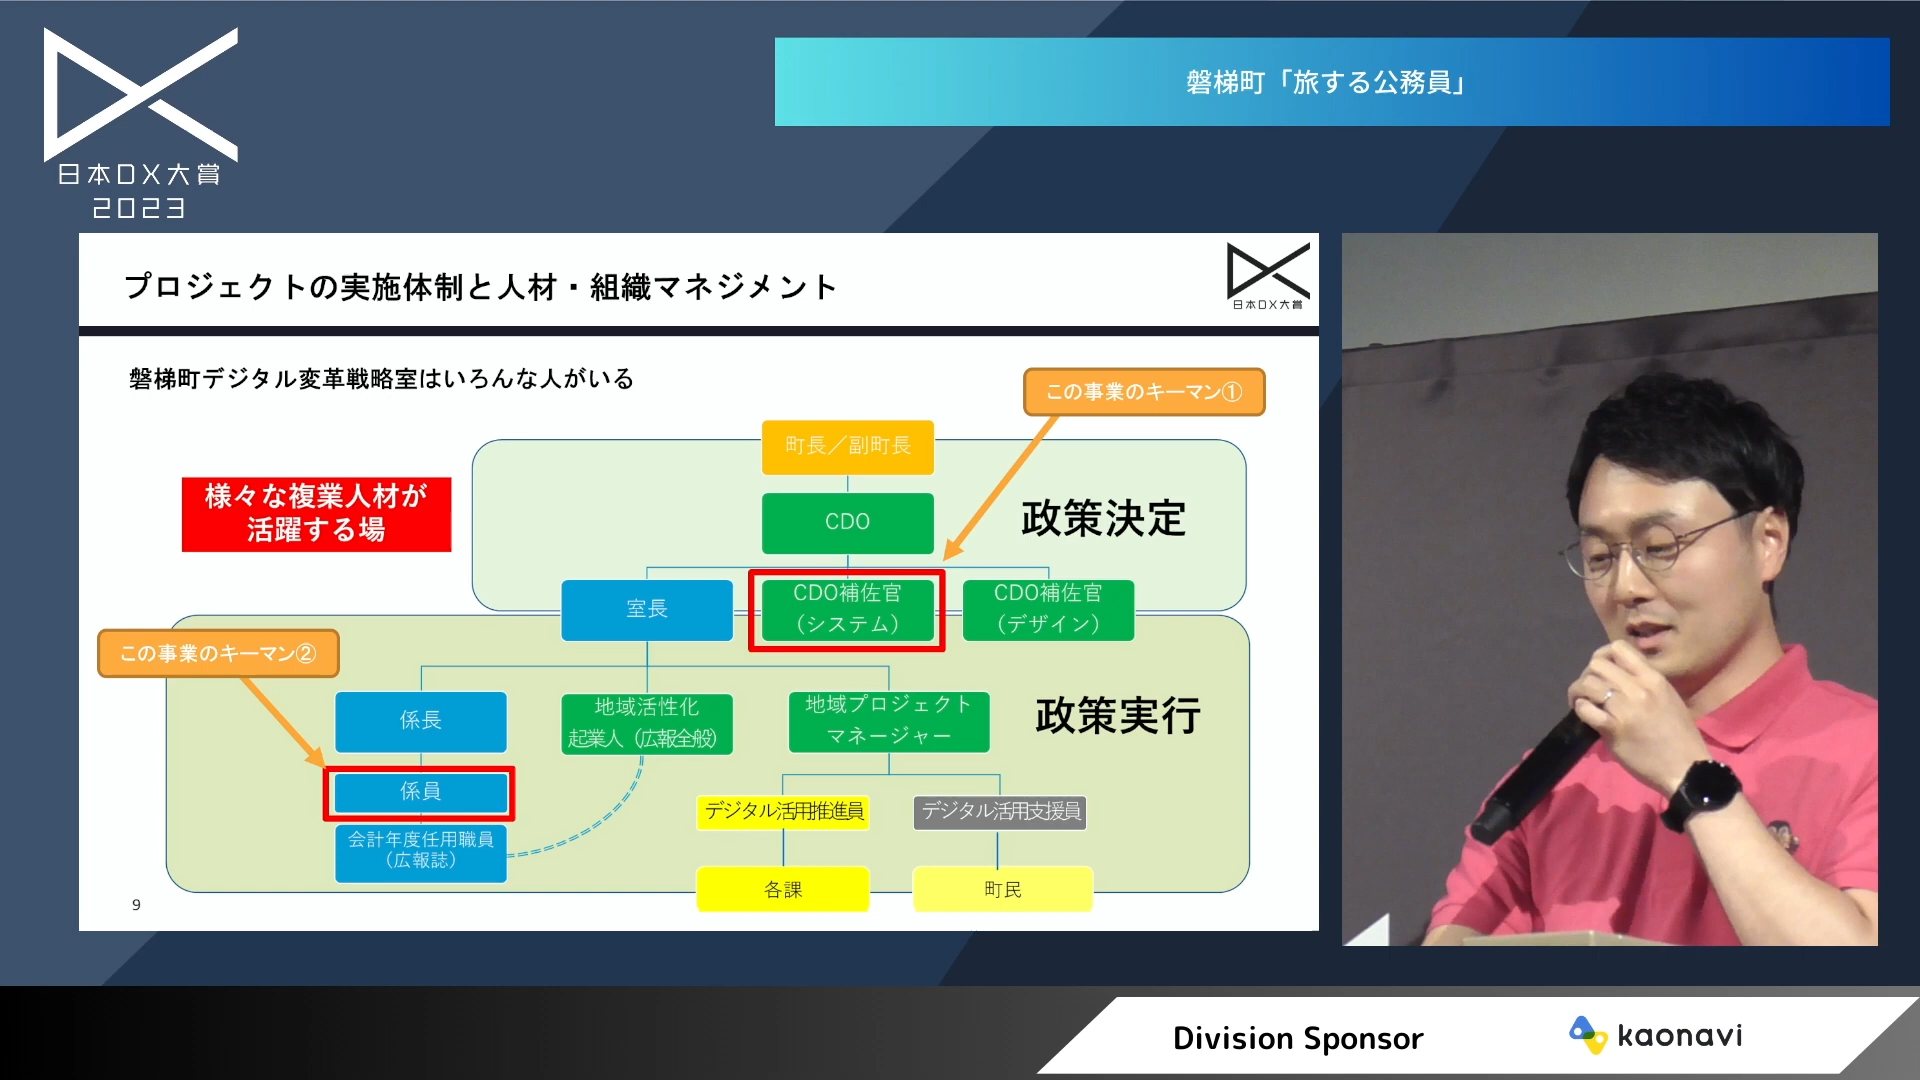 日本DX大賞
2023
磐梯町「旅する公務員」
プロジェクトの実施体制と人材・組織マネジメント
日本DX大賞
磐梯町デジタル変革戦略室はいろんな人がいる
この事業のキーマン①
町長／副町長
様々な複業人材が
活躍する場
CDO
政策決定
室長
CDO補佐官
（システム）
CDO補佐官
（デザイン）
この事業のキーマン②
係長
地域活性化
起業人（広報全般）
地域プロジェクト
マネージャー
政策実行
係員
デジタル活用推進員
デジタル活用支援員
会計年度任用職員
（広報誌）
各課
町民
9
Division Sponsor
kaonavi